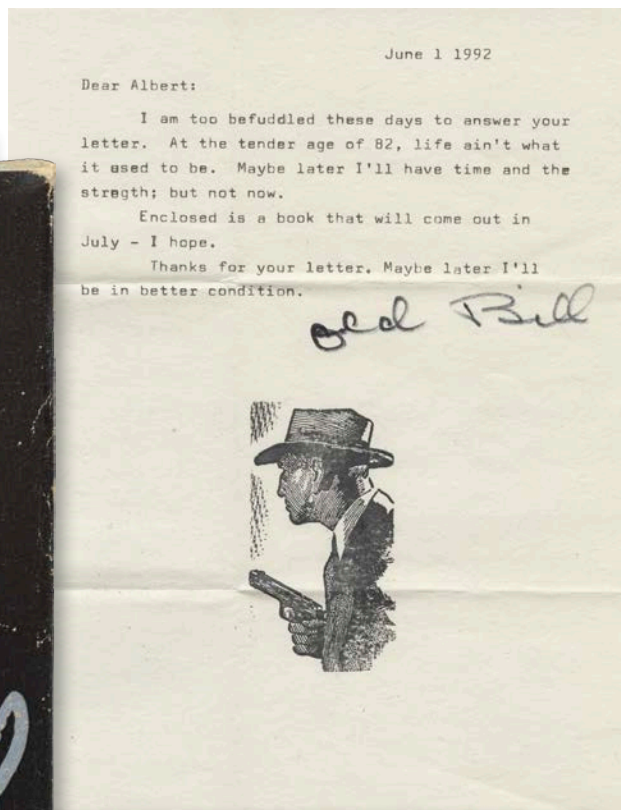 June 1 1992
Dear Albert:
I am too befuddled these days to answer your
letter. At the tender age of 82, life ain't what
it used to be. Maybe later I'll have time and the
stregth; but not now.
Enclosed is a book that will come out in
July - I hope.
Thanks for your letter. Maybe later I'll
be in better condition.
old Bill